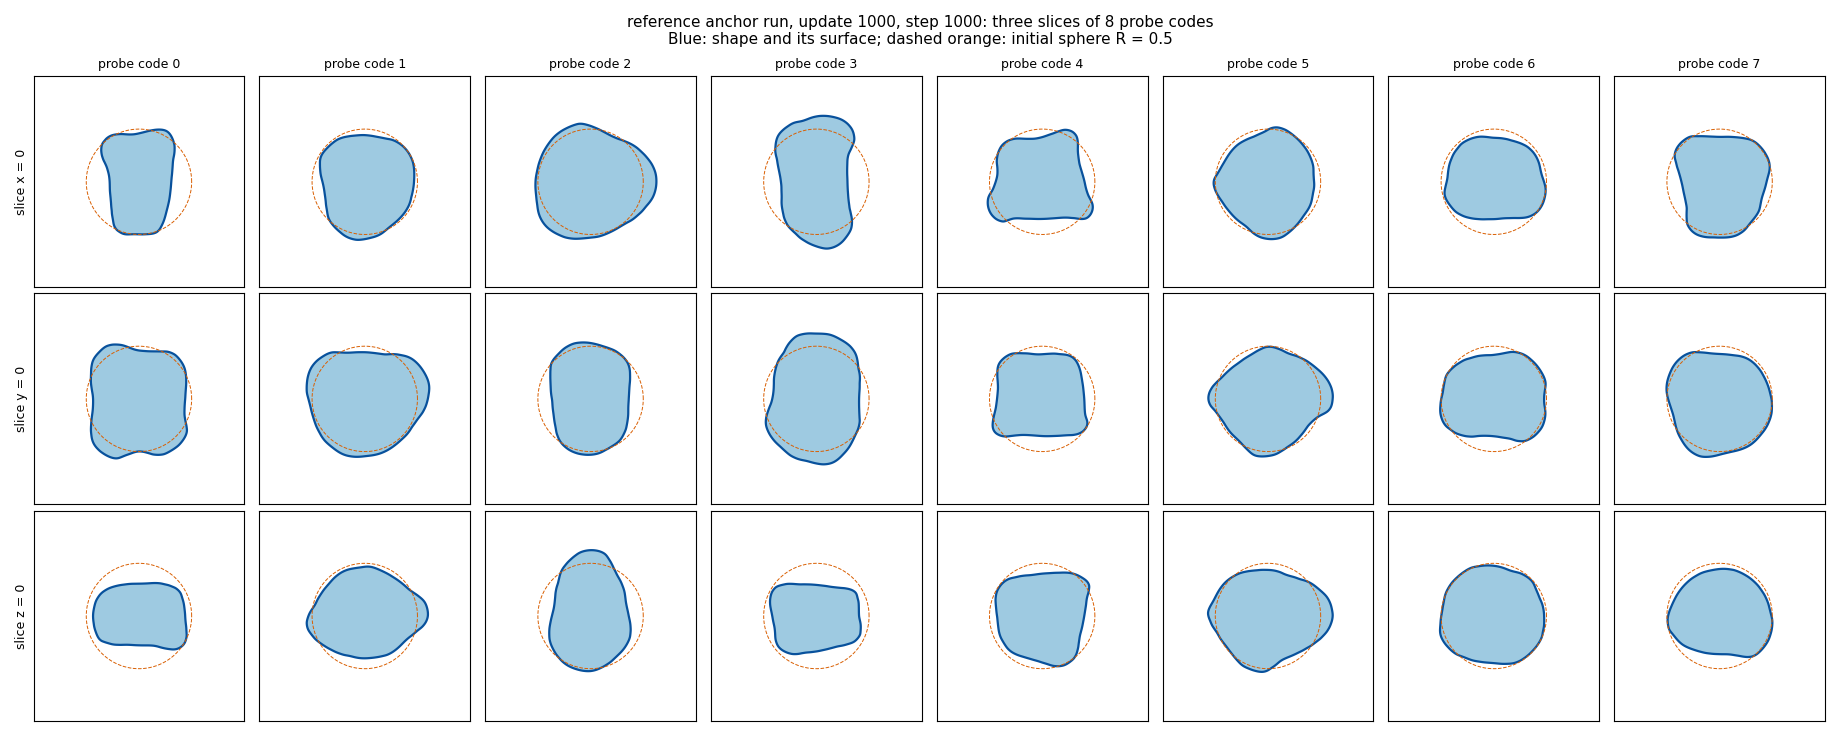 reference anchor run, update 1000, step 1000: three slices of 8 probe codes
Blue: shape and its surface; dashed orange: initial sphere R = 0.5
probe code 0
probe code 1
probe code 2
probe code 3
probe code 4
probe code 5
probe code 6
probe code 7
slice x = 0
slice y = 0
slice z = 0